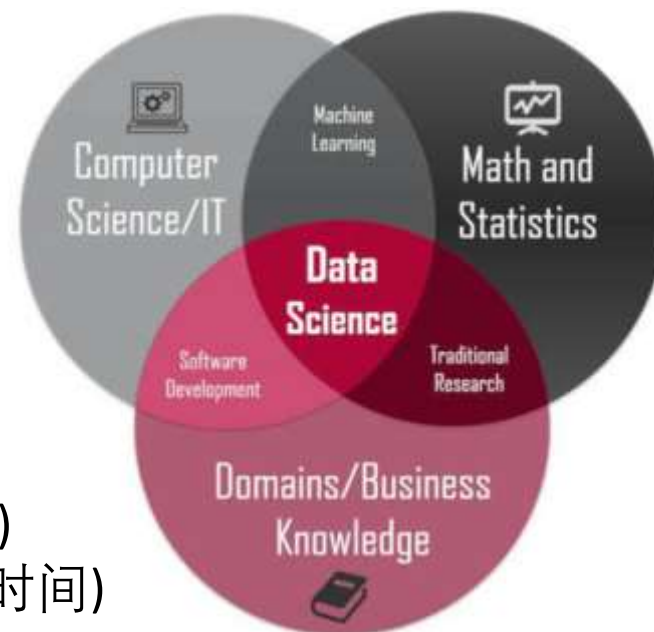 Machine
Learning
Computer
Science/IT
Math and
Statistics
Data
Science
Software
Development
Traditional
Research
Domains/Business
Knowledge
)
时间)